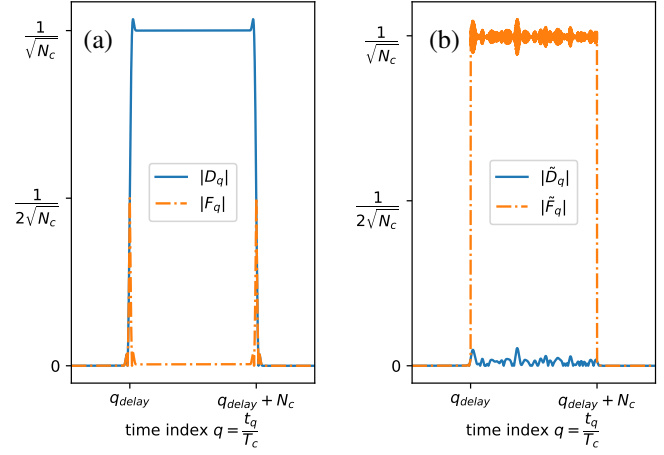 (a)
1/√N_c
1/2√N_c
0
|D_q|
|F_q|
q_delay
q_delay + N_c
time index q = t_q/T_c
(b)
1/√N_c
1/2√N_c
0
|D̃_q|
|F̃_q|
q_delay
q_delay + N_c
time index q = t_q/T_c